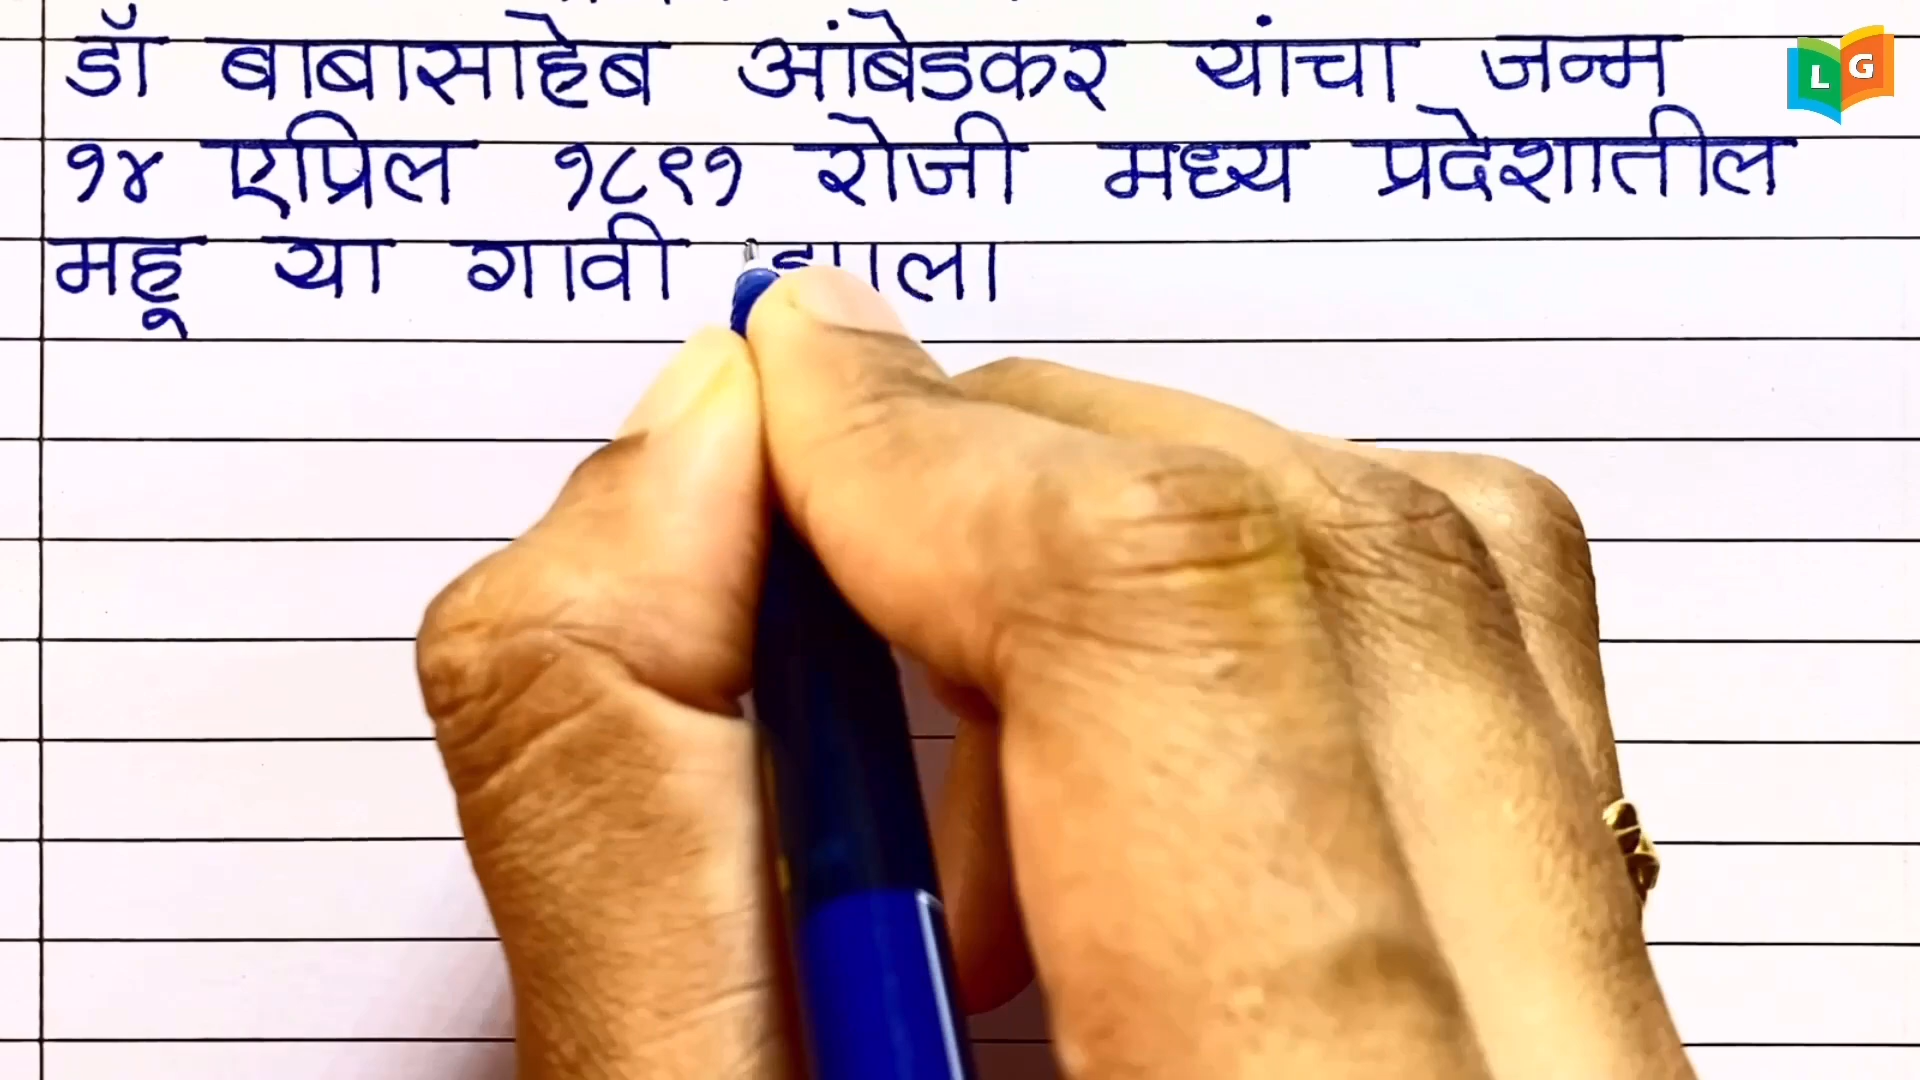 डॉ बाबासाहेब आंबेडकर यांचा जन्म
L G
१४ एप्रिल १८९१ रोजी मध्य प्रदेशातील
महू या गावी झाला